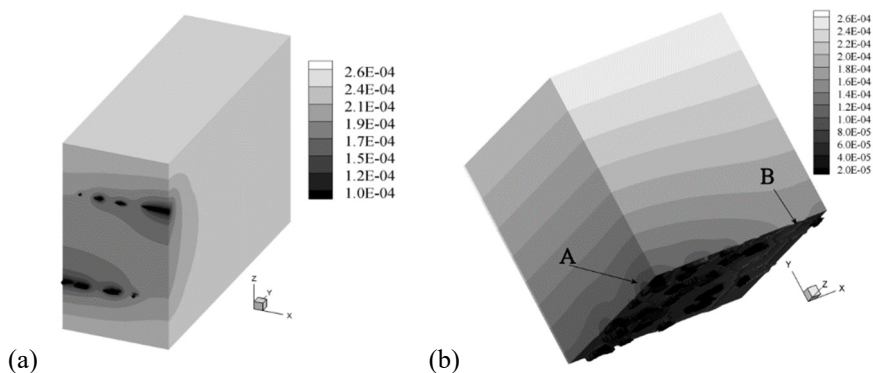 2.6E-04
2.4E-04
2.1E-04
1.9E-04
1.7E-04
1.5E-04
1.2E-04
1.0E-04
Z
Y
X
(a)
2.6E-04
2.4E-04
2.2E-04
2.0E-04
1.8E-04
1.6E-04
1.4E-04
1.2E-04
1.0E-04
8.0E-05
6.0E-05
4.0E-05
2.0E-05
B
A
Y
Z
X
(b)